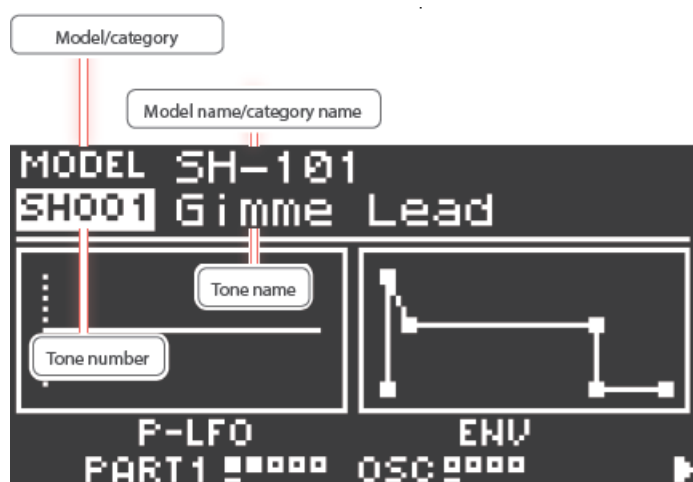 Model/category
Model name/category name
MODEL SH-101
SH001 Gimme Lead
Tone name
Tone number
P-LFO ENV
PART1 OSC